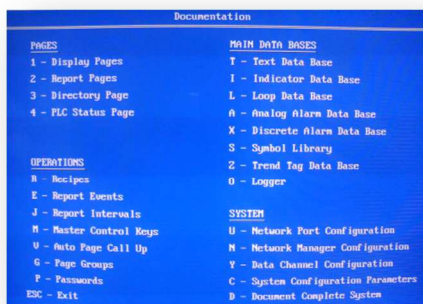 Documentation
PAGES
1 - Display Pages
2 - Report Pages
3 - Directory Page
4 - PLC Status Page
OPERATIONS
R - Recipes
E - Report Events
J - Report Intervals
M - Master Control Keys
V - Auto Page Call Up
G - Page Groups
P - Passwords
ESC - Exit
MAIN DATA BASES
T - Text Data Base
I - Indicator Data Base
L - Loop Data Base
A - Analog Alarm Data Base
X - Discrete Alarm Data Base
S - Symbol Library
Z - Trend Tag Data Base
O - Logger
SYSTEM
U - Network Port Configuration
N - Network Manager Configuration
Y - Data Channel Configuration
C - System Configuration Parameters
D - Document Complete System